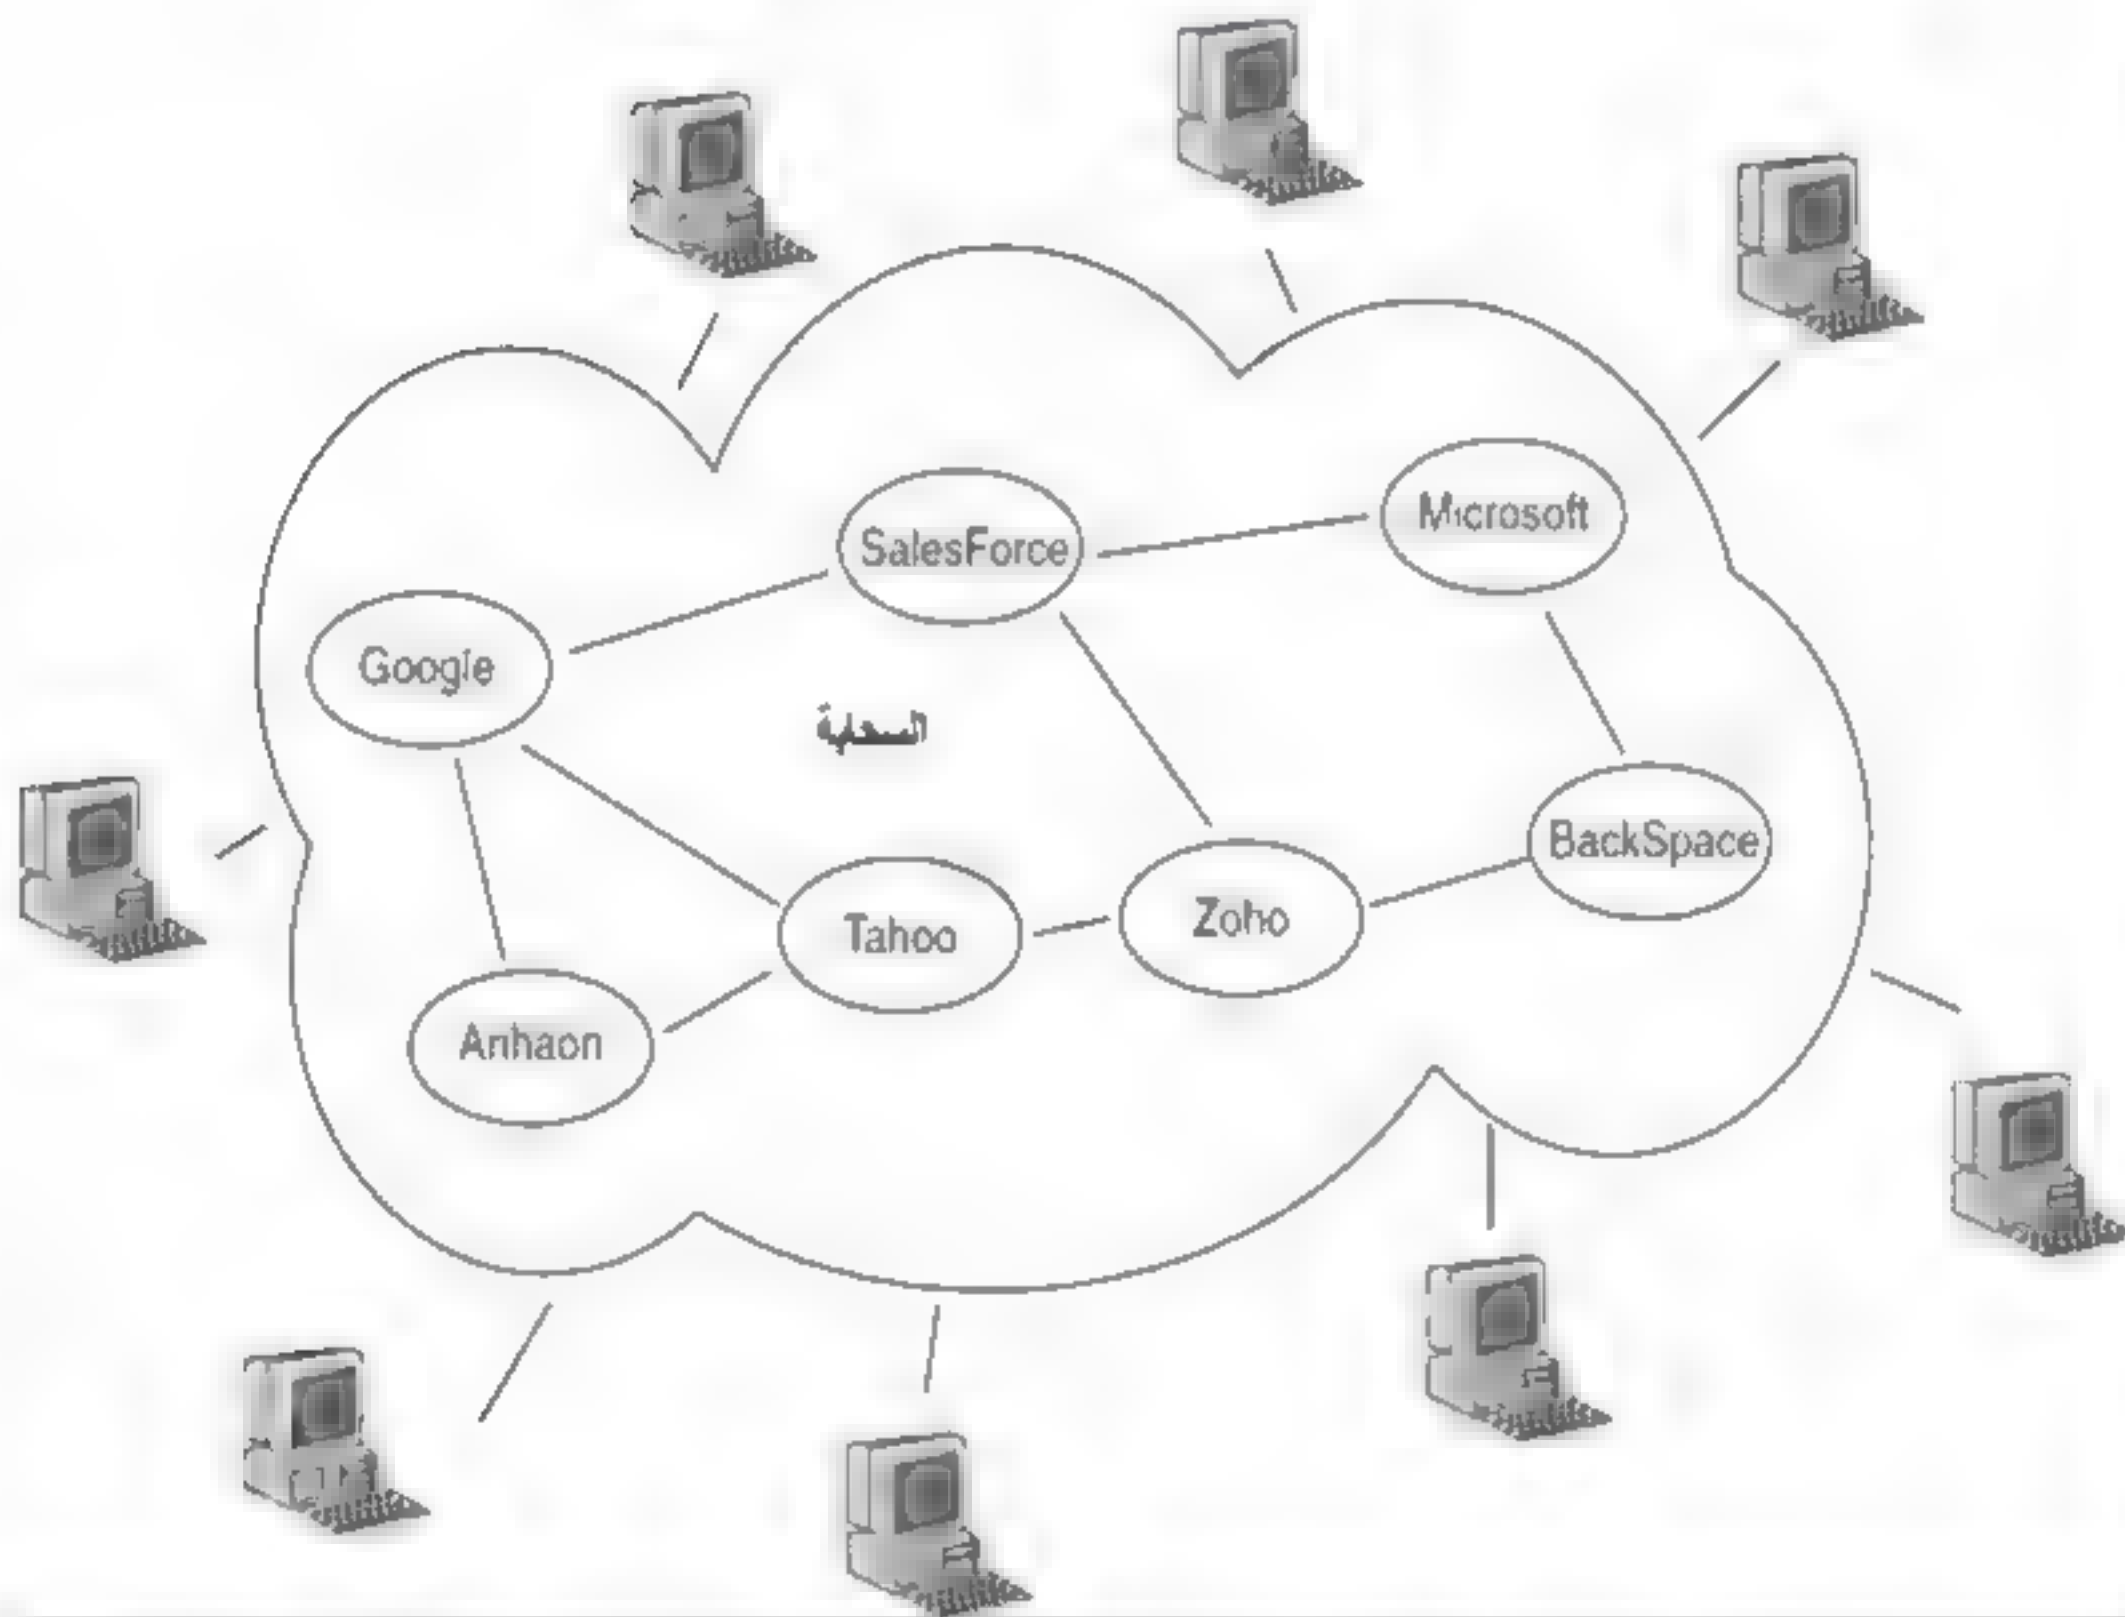 Microsoft
SalesForce
Google
السحابة
BackSpace
Zoho
Tahoo
Anhaon